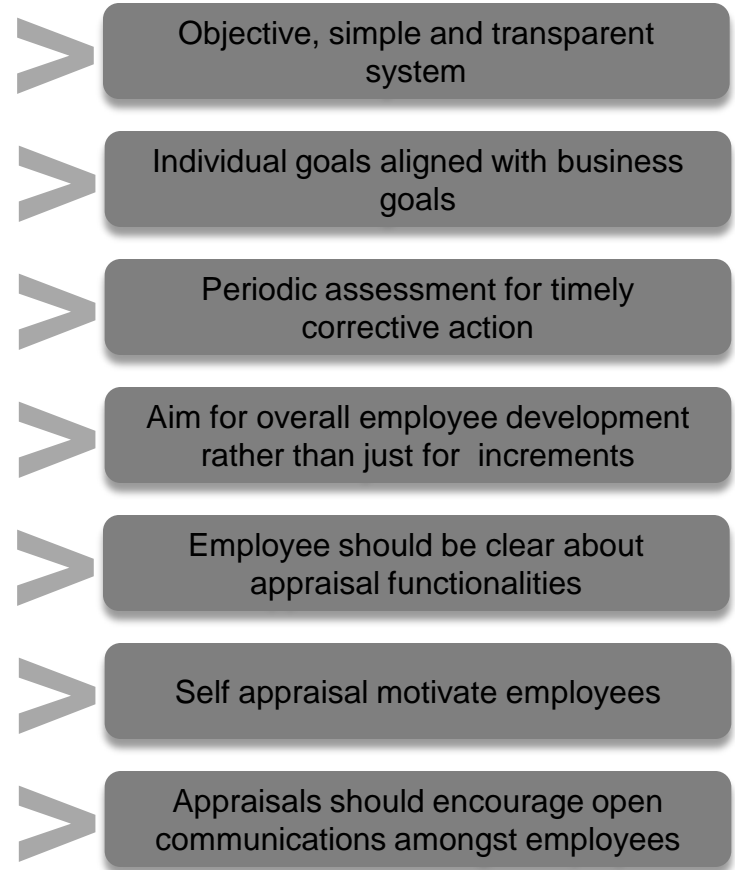 Objective, simple and transparent
system
Individual goals aligned with business
goals
Periodic assessment for timely
corrective action
Aim for overall employee development
rather than just for  increments
Employee should be clear about
appraisal functionalities
Self appraisal motivate employees
Appraisals should encourage open
communications amongst employees